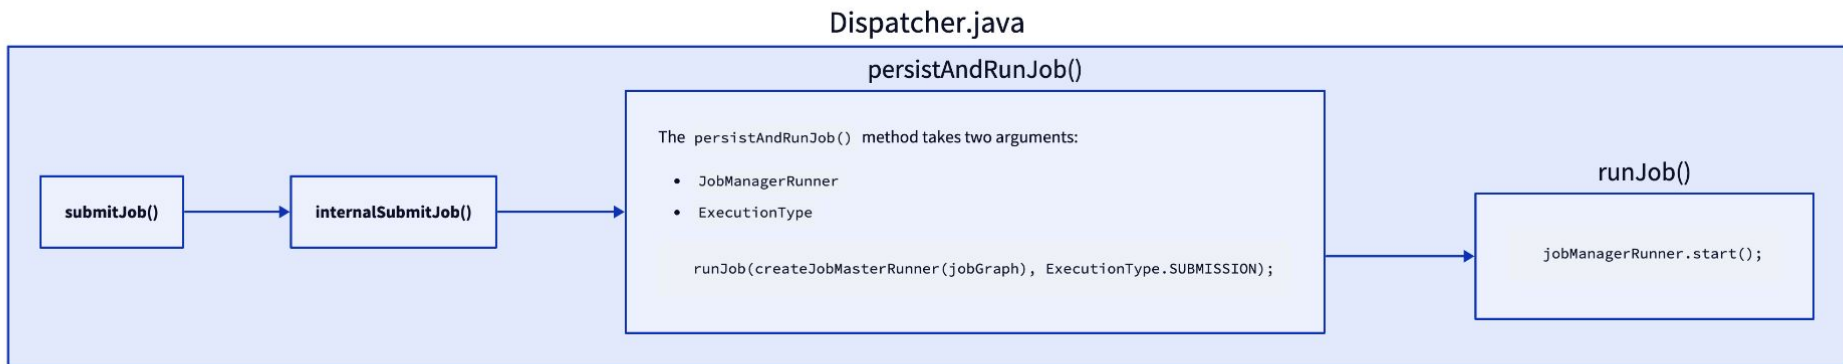 Dispatcher.java
persistAndRunJob()
The persistAndRunJob() method takes two arguments:
• JobManagerRunner
• ExecutionType
runJob(createJobMasterRunner(jobGraph), ExecutionType.SUBMISSION);
submitJob()
internalSubmitJob()
runJob()
jobManagerRunner.start();